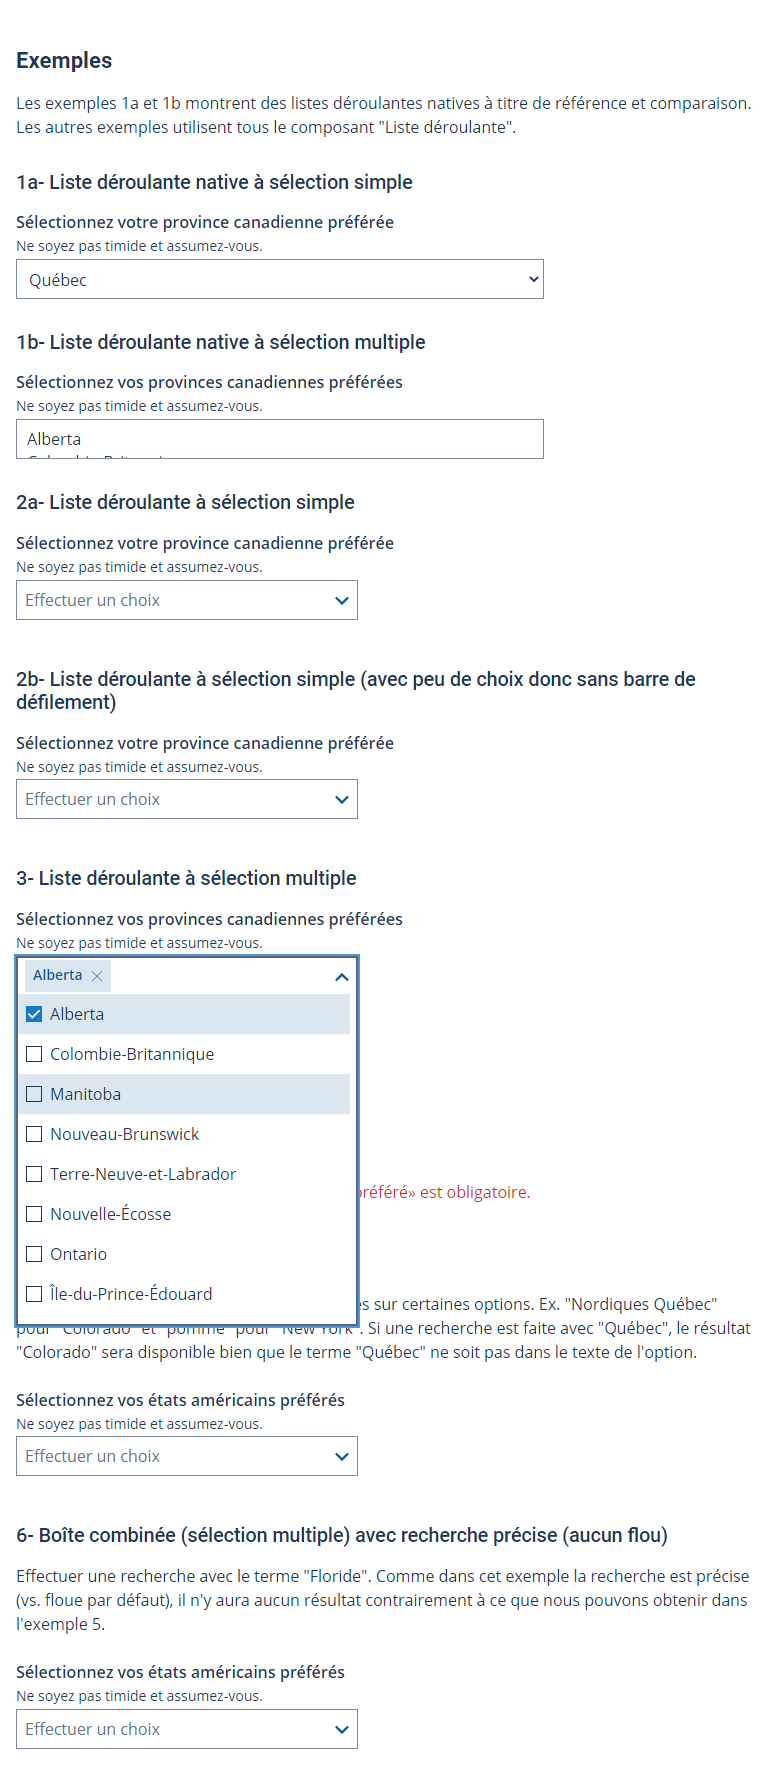 Exemples
Les exemples 1a et 1b montrent des listes déroulantes natives à titre de référence et comparaison.
Les autres exemples utilisent tous le composant "Liste déroulante".
1a- Liste déroulante native à sélection simple
Sélectionnez votre province canadienne préférée
Ne soyez pas timide et assumez-vous.
Québec
1b- Liste déroulante native à sélection multiple
Sélectionnez vos provinces canadiennes préférées
Ne soyez pas timide et assumez-vous.
Alberta
2a- Liste déroulante à sélection simple
Sélectionnez votre province canadienne préférée
Ne soyez pas timide et assumez-vous.
Effectuer un choix
2b- Liste déroulante à sélection simple (avec peu de choix donc sans barre de
défilement)
Sélectionnez votre province canadienne préférée
Ne soyez pas timide et assumez-vous.
Effectuer un choix
3- Liste déroulante à sélection multiple
Sélectionnez vos provinces canadiennes préférées
Ne soyez pas timide et assumez-vous.
Alberta
Alberta
Colombie-Britannique
Manitoba
Nouveau-Brunswick
Terre-Neuve-et-Labrador
préféré» est obligatoire.
Nouvelle-Écosse
Ontario
Île-du-Prince-Édouard
sur certaines options. Ex. "Nordiques Québec"
pour "Colorado" et "pomme" pour "New York". Si une recherche est faite avec "Québec", le résultat
"Colorado" sera disponible bien que le terme "Québec" ne soit pas dans le texte de l'option.
Sélectionnez vos états américains préférés
Ne soyez pas timide et assumez-vous.
Effectuer un choix
6- Boîte combinée (sélection multiple) avec recherche précise (aucun flou)
Effectuer une recherche avec le terme "Floride". Comme dans cet exemple la recherche est précise
(vs. floue par défaut), il n'y aura aucun résultat contrairement à ce que nous pouvons obtenir dans
l'exemple 5.
Sélectionnez vos états américains préférés
Ne soyez pas timide et assumez-vous.
Effectuer un choix